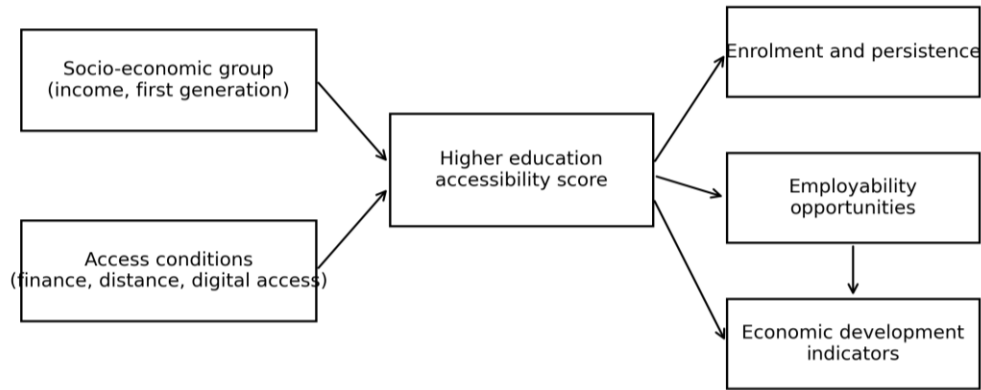 Socio-economic group
(income, first generation)
Access conditions
(finance, distance, digital access)
Higher education
accessibility score
Enrolment and persistence
Employability
opportunities
Economic development
indicators